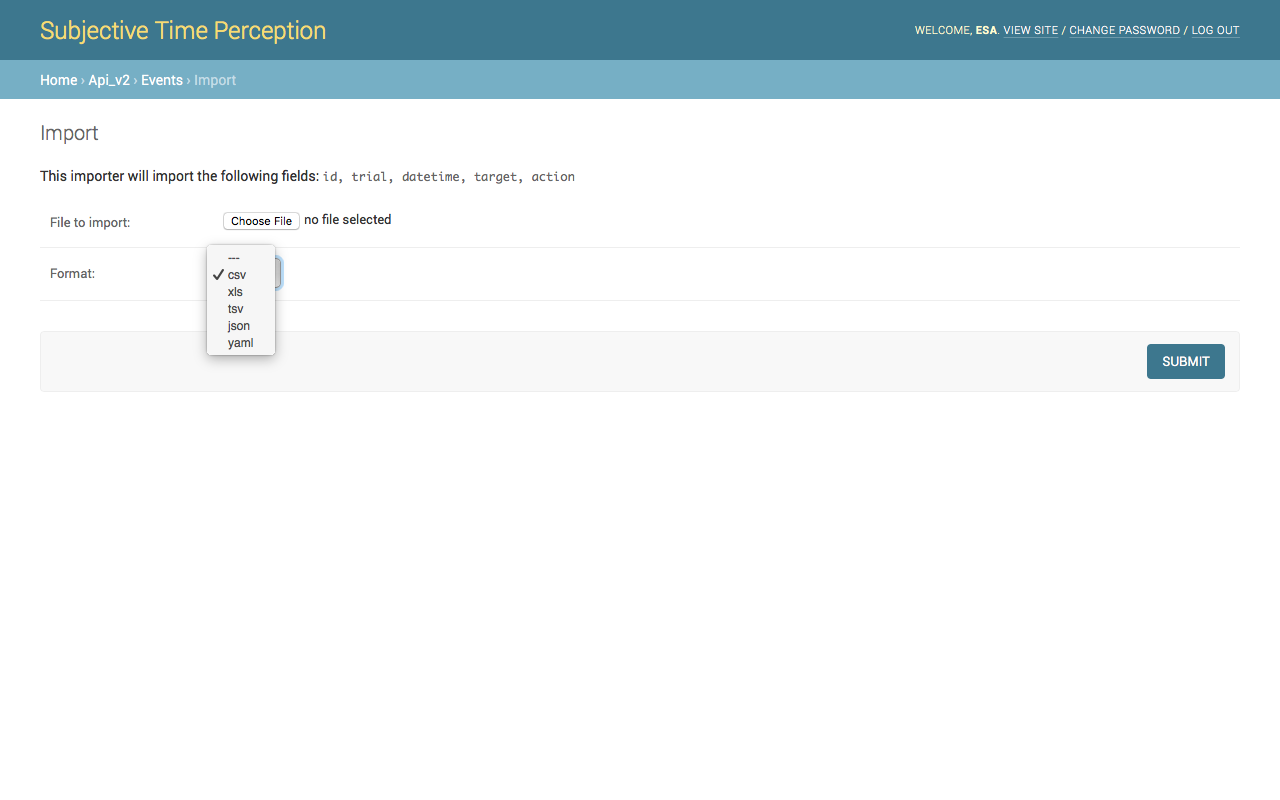 Subjective Time Perception
WELCOME, ESA. VIEW SITE / CHANGE PASSWORD / LOG OUT
Home › Api_v2 › Events › Import
Import
This importer will import the following fields: id, trial, datetime, target, action
File to import: Choose File no file selected
Format:
---
✓ csv
xls
tsv
json
yaml
SUBMIT